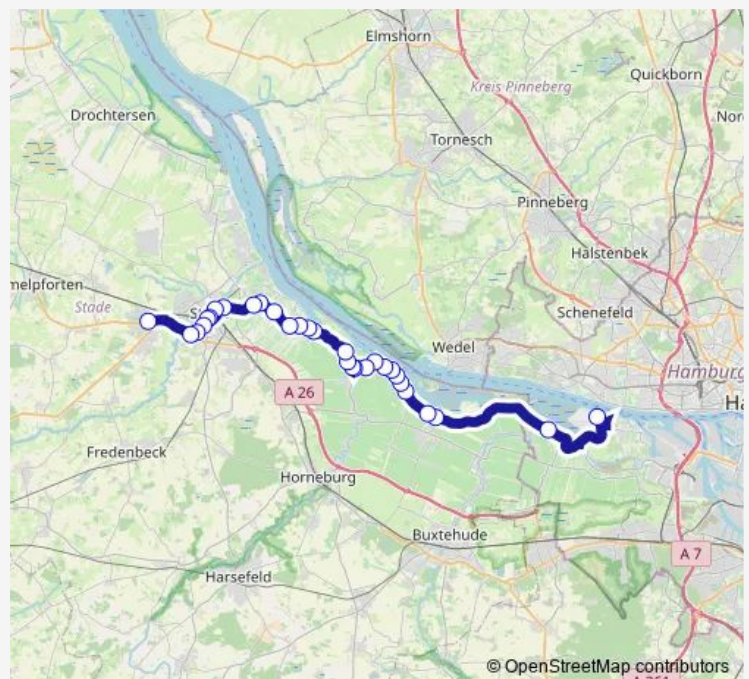 Elmshorn
Quickborn
Kreis Pinneberg
Drochtersen
Nor
Tornesch
Pinneberg
Halstenbek
melpforten
Stade
S
Schenefeld
Wedel
Hamburg
Ha
A 26
Fredenbeck
Horneburg
Buxtehude
A 7
Harsefeld
© OpenStreetMap contributors